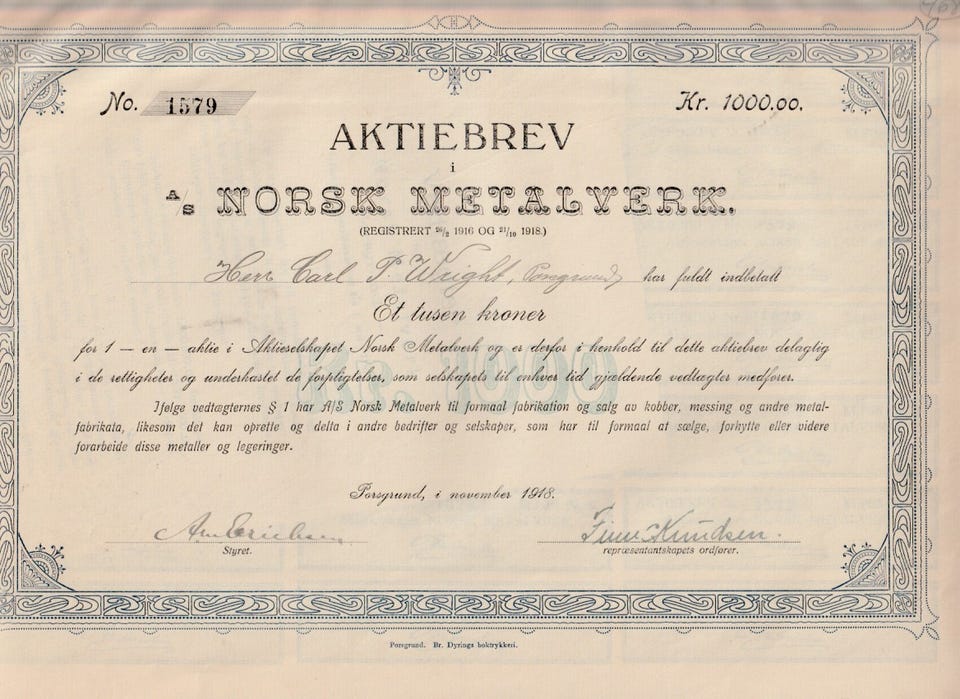 No. 1579
Kr. 1000,00.
AKTIEBREV
i
A/S NORSK METALVERK.
(REGISTRERT 26/2 1916 OG 21/10 1918.)
Herr Carl P. Wright, Porsgrund, har fuldt indbetalt
Et tusen kroner
for 1 — en — aktie i Aktieselskapet Norsk Metalverk og er derfor i henhold til dette aktiebrev delagtig
i de rettigheter og underkastet de forpligtelser, som selskapets til enhver tid gjældende vedtægter medfører.
Ifølge vedtægternes § 1 har A/S Norsk Metalverk til formaal fabrikation og salg av kobber, messing og andre metal-
fabrikata, likesom det kan oprette og delta i andre bedrifter og selskaper, som har til formaal at sælge, forhytte eller videre
forarbeide disse metaller og legeringer.
Porsgrund, i november 1918.
Finn C Knudsen.
Styret.
repræsentantskapets ordfører.
Kr. 1000
Porsgrund. Br. Dyrings boktrykkeri.